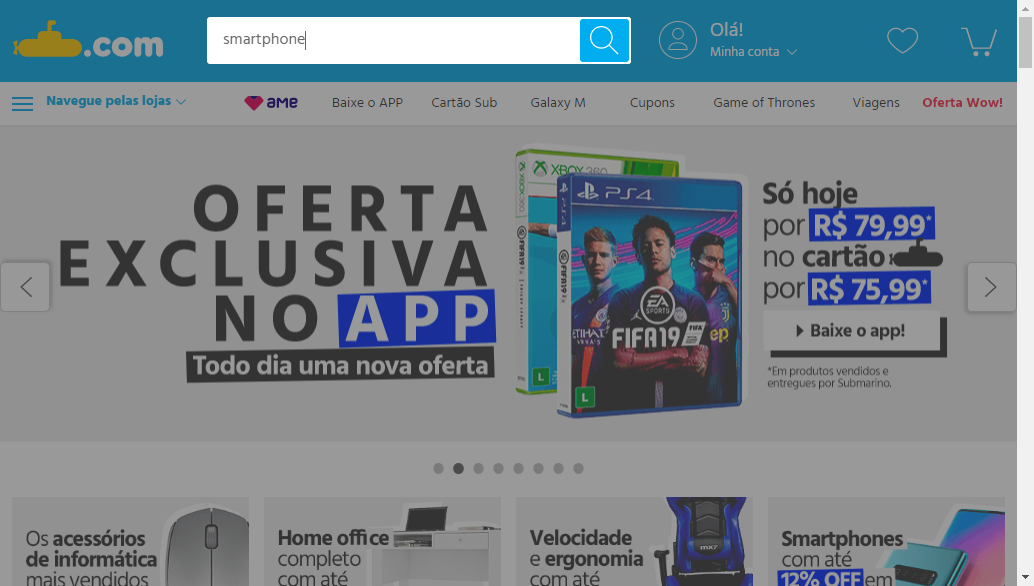 .com
smartphone
Olá!
Minha conta
Navegue pelas lojas
ame
Baixe o APP
Cartão Sub
Galaxy M
Cupons
Game of Thrones
Viagens
Oferta Wow!
OFERTA
EXCLUSIVA
NO APP
Todo dia uma nova oferta
XBOX 360
PS4
EA
SPORTS
FIFA 19
L
L
Só hoje
por R$ 79,99*
no cartão
por R$ 75,99*
Baixe o app!
*Em produtos vendidos e
entregues por Submarino.
Os acessórios
de informática
mais vendidos
Home office
completo
com até
Velocidade
e ergonomia
com até
Smartphones
com até
12% OFF em